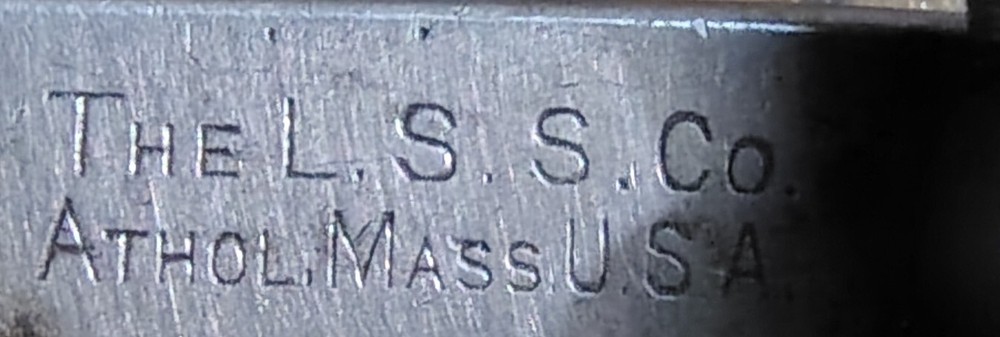 THE L. S. S. Co.
ATHOL. MASS. U. S. A.